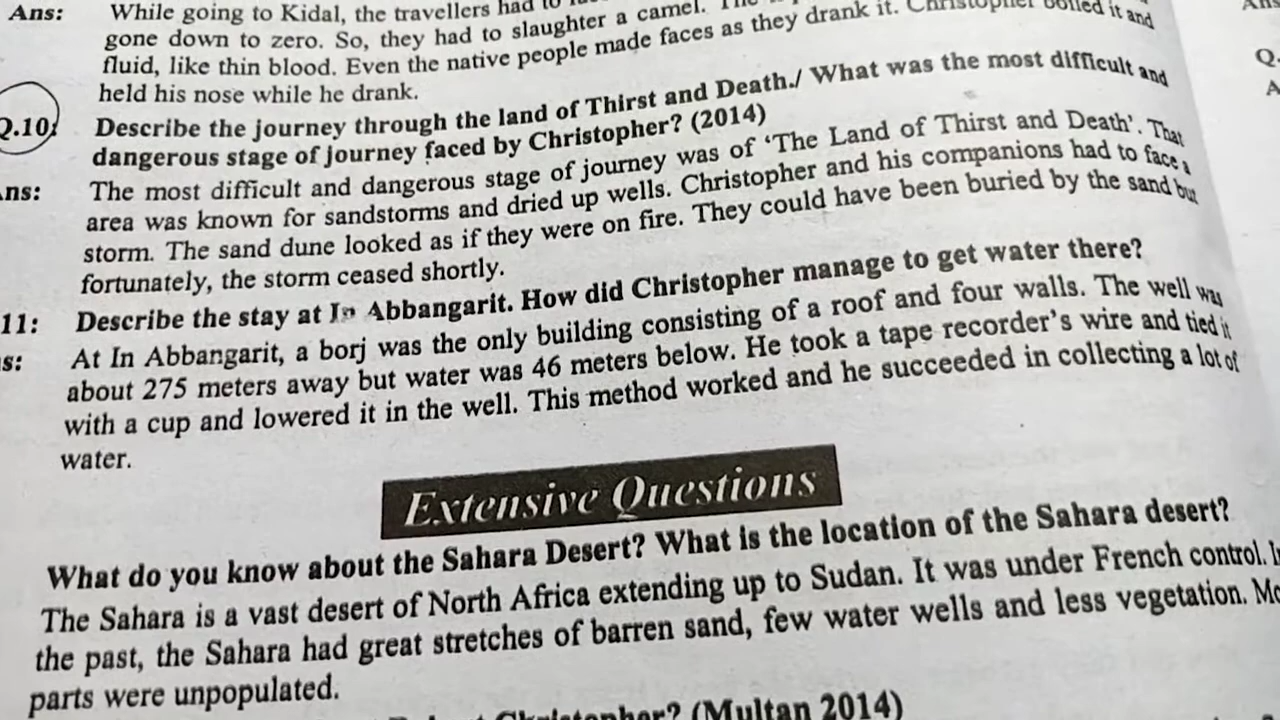 Ans: While going to Kidal, the travellers had to
gone down to zero. So, they had to slaughter a camel.
fluid, like thin blood. Even the native people made faces as they drank it. Christopher boiled it and
held his nose while he drank.
Q.10: Describe the journey through the land of Thirst and Death./ What was the most difficult and
dangerous stage of journey faced by Christopher? (2014)
Ans: The most difficult and dangerous stage of journey was of ‘The Land of Thirst and Death’. That
area was known for sandstorms and dried up wells. Christopher and his companions had to face a
storm. The sand dune looked as if they were on fire. They could have been buried by the sand but
fortunately, the storm ceased shortly.
11: Describe the stay at In Abbangarit. How did Christopher manage to get water there?
s: At In Abbangarit, a borj was the only building consisting of a roof and four walls. The well was
about 275 meters away but water was 46 meters below. He took a tape recorder's wire and tied it
with a cup and lowered it in the well. This method worked and he succeeded in collecting a lot of
water.
Extensive Questions
What do you know about the Sahara Desert? What is the location of the Sahara desert?
The Sahara is a vast desert of North Africa extending up to Sudan. It was under French control. I
the past, the Sahara had great stretches of barren sand, few water wells and less vegetation. Mo
parts were unpopulated.
Christopher? (Multan 2014)
Q.
A